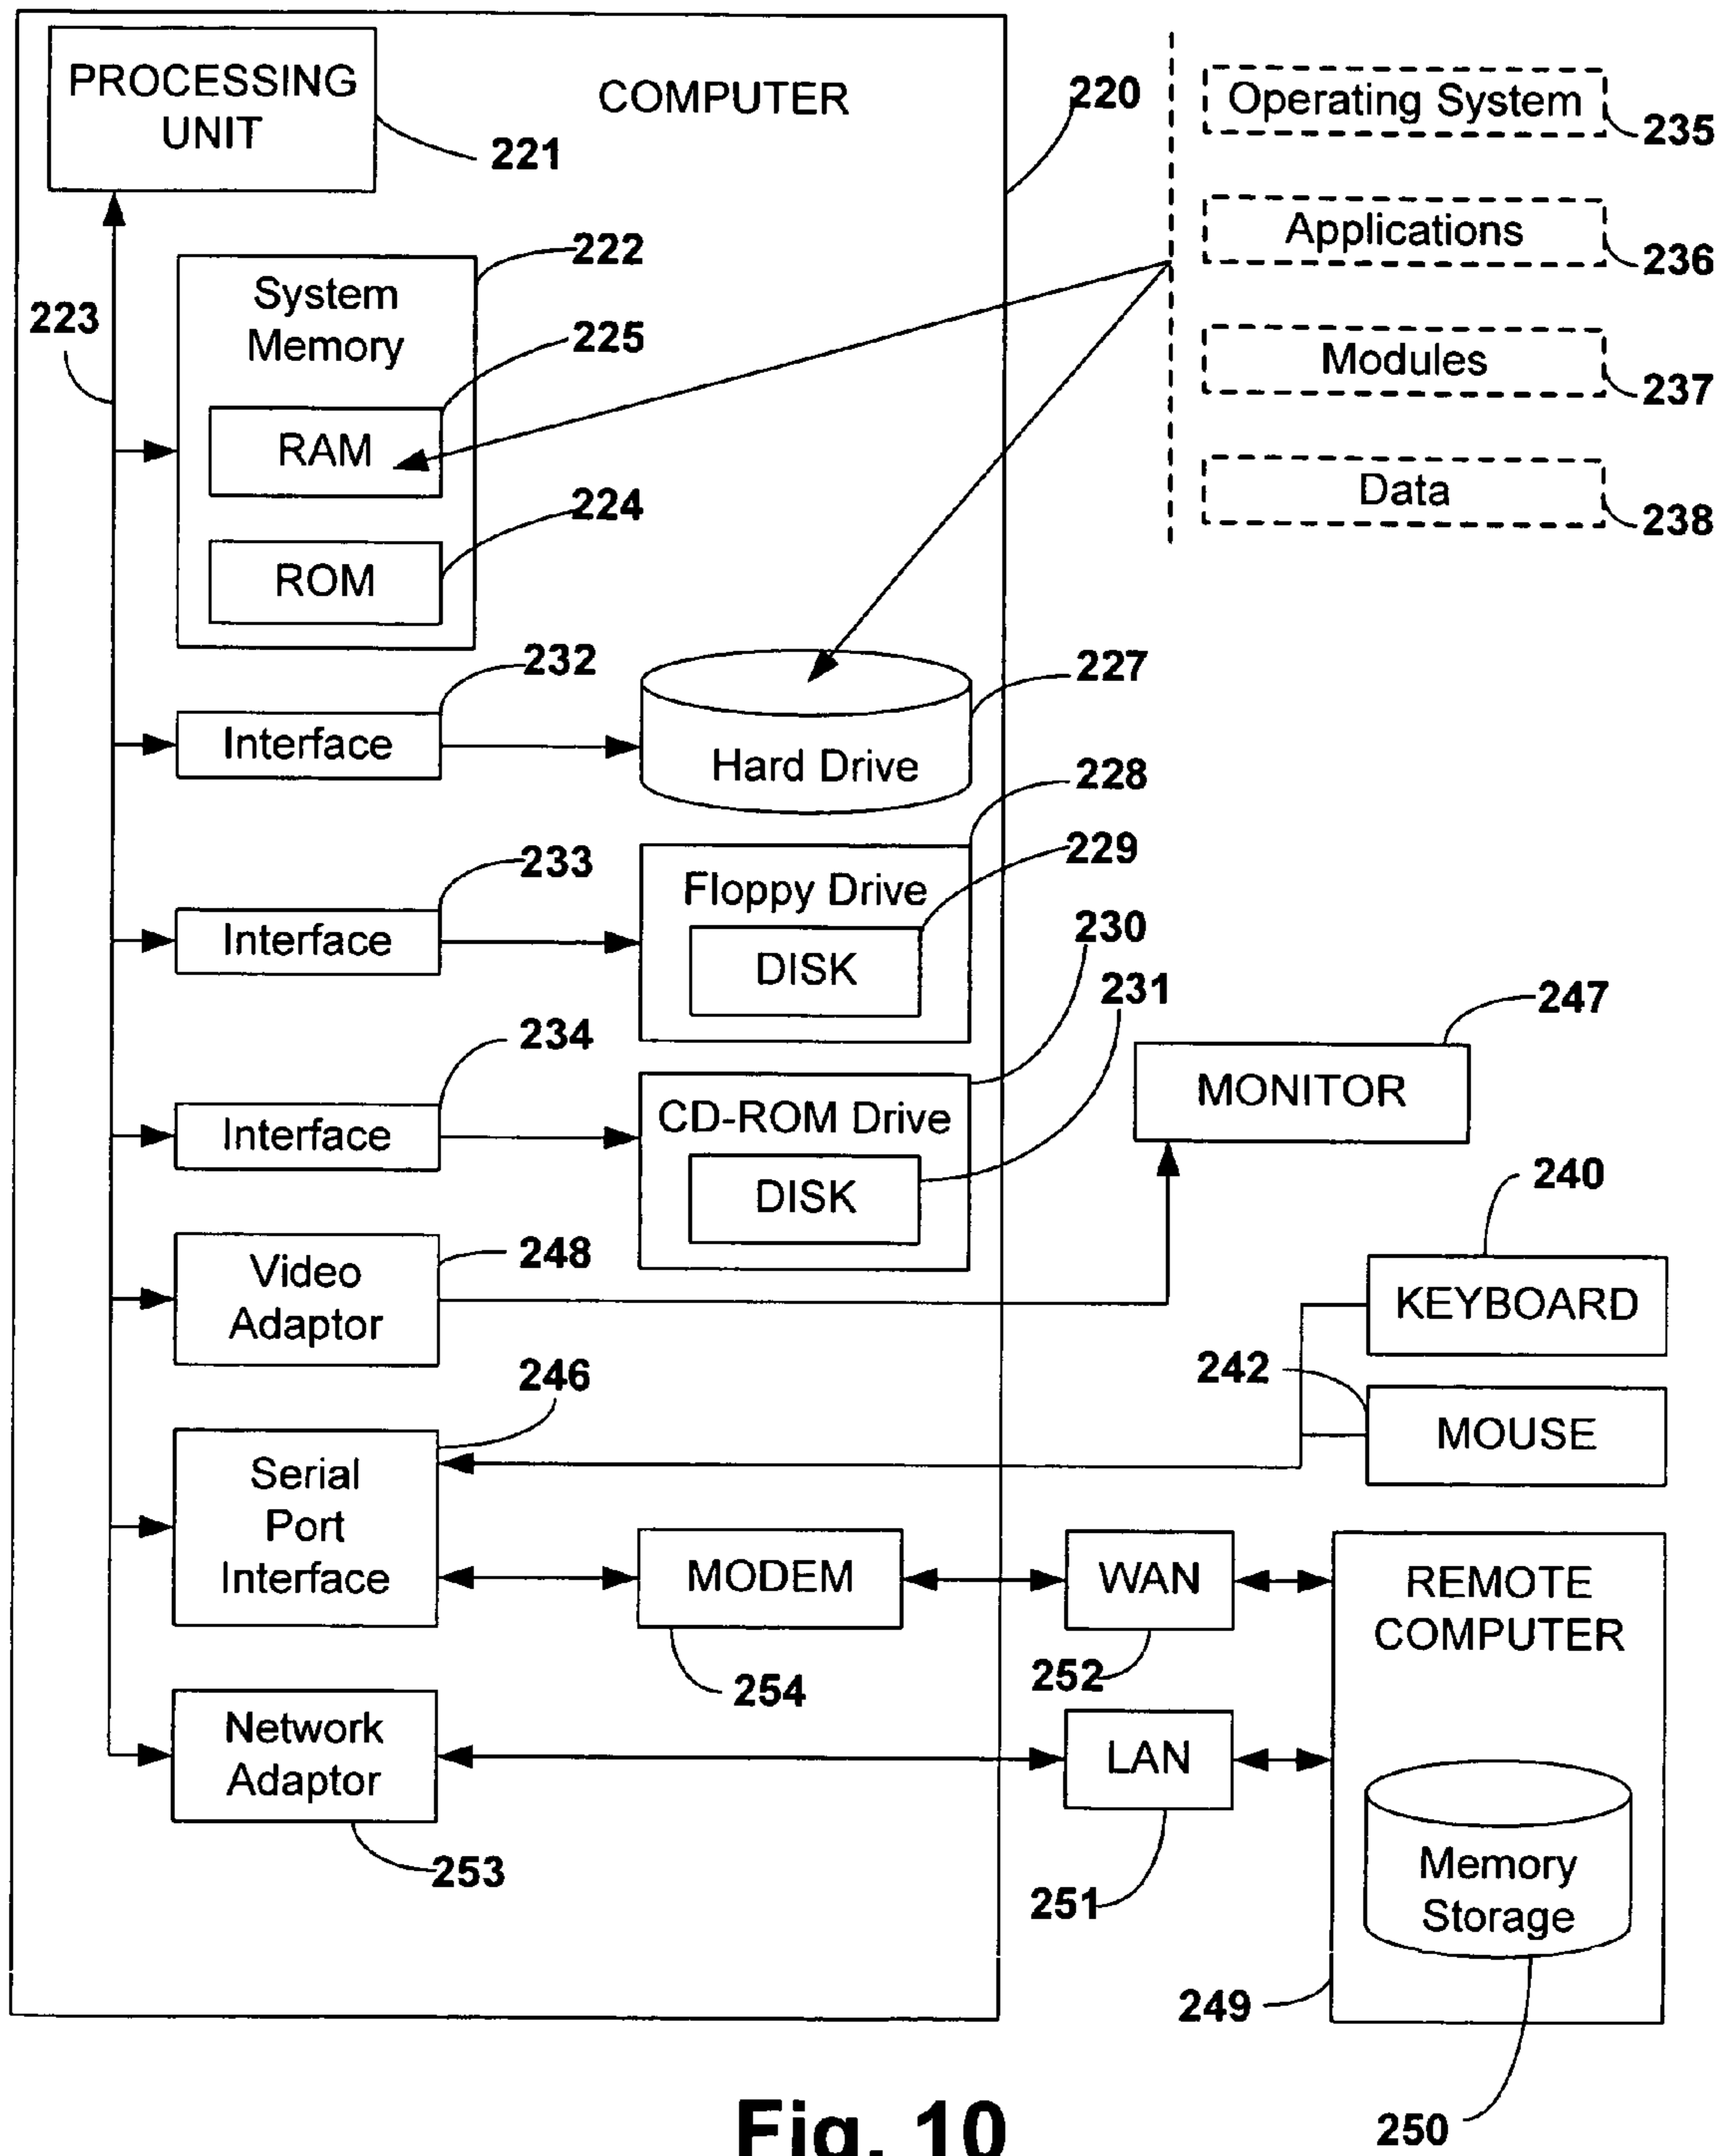 PROCESSING
UNIT
221
COMPUTER
220
Operating System
235
Applications
236
Modules
237
Data
238
223
222
System
Memory
225
RAM
224
ROM
232
Interface
227
Hard Drive
233
Interface
228
Floppy Drive
229
DISK
234
Interface
230
CD-ROM Drive
231
DISK
247
MONITOR
248
Video
Adaptor
240
KEYBOARD
242
MOUSE
246
Serial
Port
Interface
MODEM
254
WAN
252
REMOTE
COMPUTER
Network
Adaptor
253
LAN
251
Memory
Storage
249
250
Fig. 10